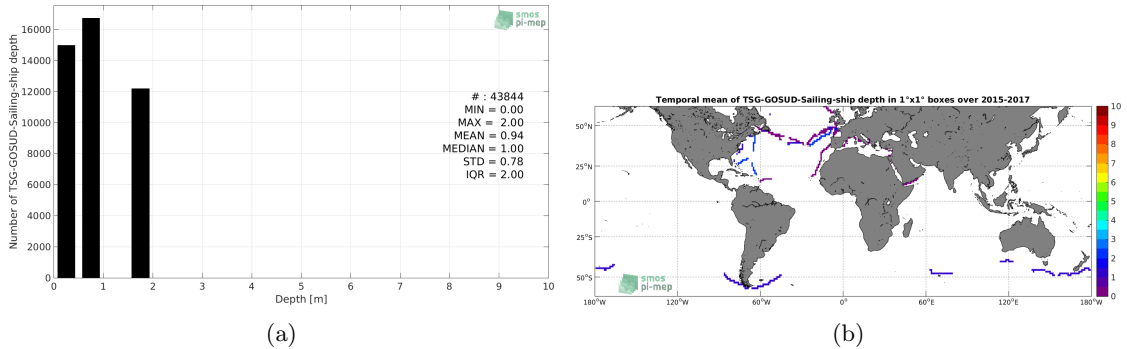 smos
pi-mep
Number of TSG-GOSUD-Sailing-ship depth
16000
14000
12000
10000
8000
6000
4000
2000
0
# : 43844
MIN = 0.00
MAX = 2.00
MEAN = 0.94
MEDIAN = 1.00
STD = 0.78
IQR = 2.00
0 1 2 3 4 5 6 7 8 9 10
Depth [m]
(a)
Temporal mean of TSG-GOSUD-Sailing-ship depth in 1°x1° boxes over 2015-2017
50°N
25°N
0°
25°S
50°S
180°W 120°W 60°W 0° 60°E 120°E 180°E
smos
pi-mep
10
9
8
7
6
5
4
3
2
1
0
(b)